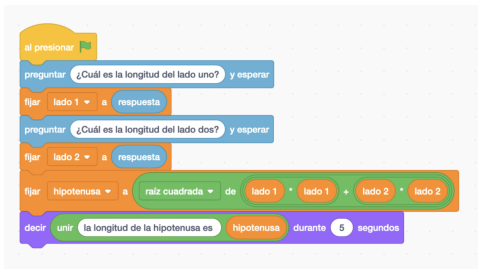 al presionar
preguntar ¿Cuál es la longitud del lado uno? y esperar
fijar lado 1 a respuesta
preguntar ¿Cuál es la longitud del lado dos? y esperar
fijar lado 2 a respuesta
fijar hipotenusa a raíz cuadrada de lado 1 * lado 1 + lado 2 * lado 2
decir unir la longitud de la hipotenusa es hipotenusa durante 5 segundos